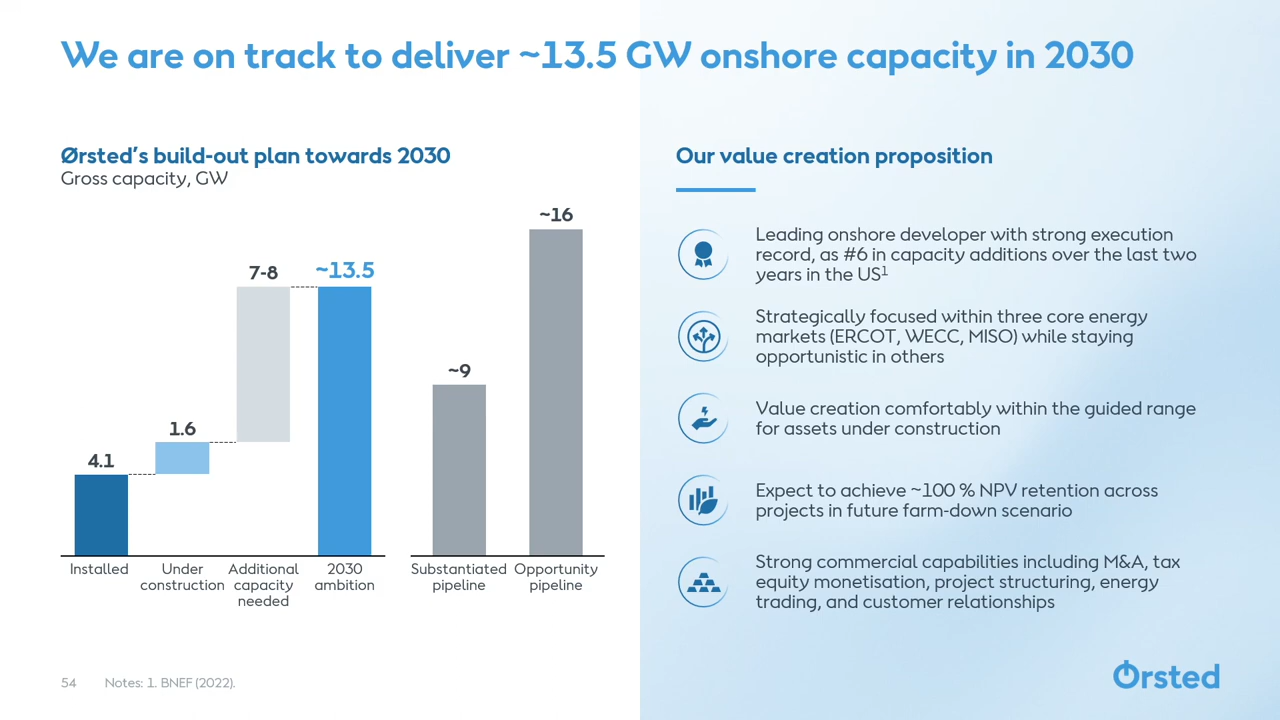 We are on track to deliver ~13.5 GW onshore capacity in 2030
Ørsted's build-out plan towards 2030
Gross capacity, GW
4.1
1.6
7-8
~13.5
~9
~16
Installed
Under
construction
Additional
capacity
needed
2030
ambition
Substantiated
pipeline
Opportunity
pipeline
Our value creation proposition
Leading onshore developer with strong execution
record, as #6 in capacity additions over the last two
years in the US¹
Strategically focused within three core energy
markets (ERCOT, WECC, MISO) while staying
opportunistic in others
Value creation comfortably within the guided range
for assets under construction
Expect to achieve ~100 % NPV retention across
projects in future farm-down scenario
Strong commercial capabilities including M&A, tax
equity monetisation, project structuring, energy
trading, and customer relationships
54
Notes: 1. BNEF (2022).
Ørsted